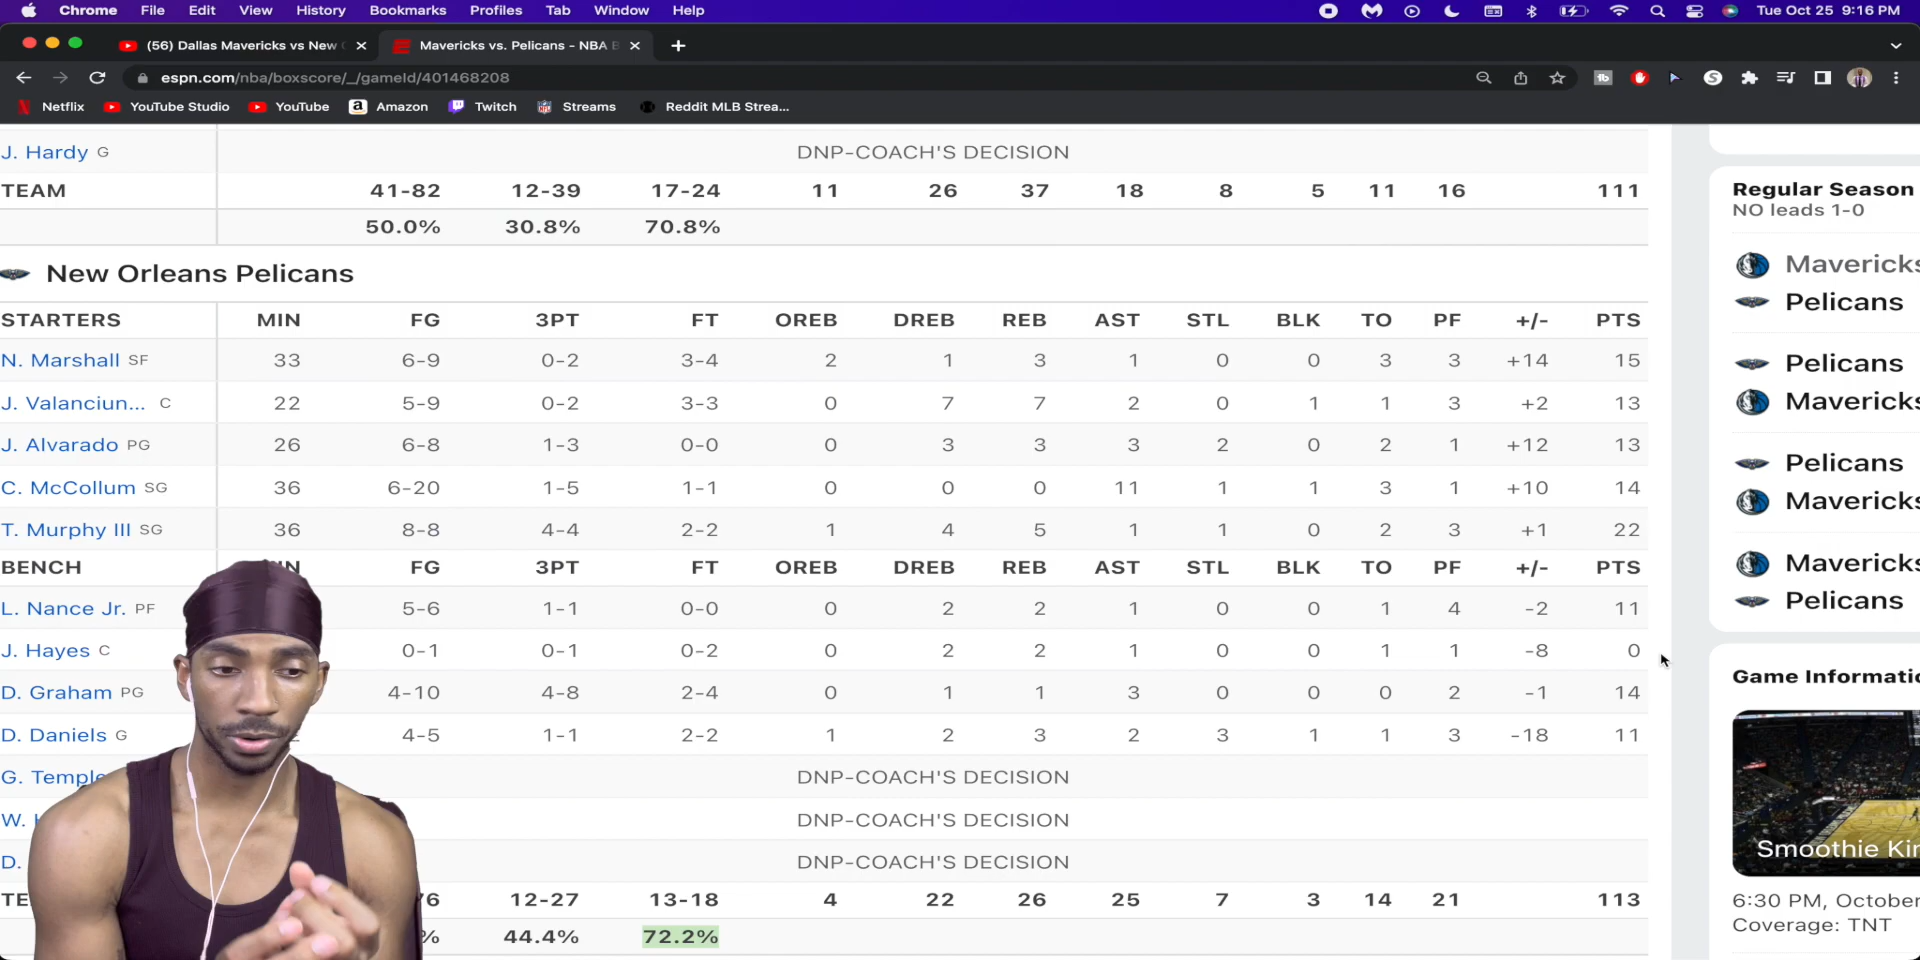 Chrome File Edit View History Bookmarks Profiles Tab Window Help Tue Oct 25 9:16 PM
(56) Dallas Mavericks vs New Mavericks vs. Pelicans - NBA B
espn.com/nba/boxscore/_/gameId/401468208
Netflix YouTube Studio YouTube Amazon Twitch Streams Reddit MLB Strea...
J. Hardy G DNP-COACH'S DECISION
TEAM 41-82 12-39 17-24 11 26 37 18 8 5 11 16 111
50.0% 30.8% 70.8%
New Orleans Pelicans
STARTERS MIN FG 3PT FT OREB DREB REB AST STL BLK TO PF +/- PTS
N. Marshall SF 33 6-9 0-2 3-4 2 1 3 1 0 0 3 3 +14 15
J. Valanciun... C 22 5-9 0-2 3-3 0 7 7 2 0 1 1 3 +2 13
J. Alvarado PG 26 6-8 1-3 0-0 0 3 3 3 2 0 2 1 +12 13
C. McCollum SG 36 6-20 1-5 1-1 0 0 0 11 1 1 3 1 +10 14
T. Murphy III SG 36 8-8 4-4 2-2 1 4 5 1 1 0 2 3 +1 22
BENCH FG 3PT FT OREB DREB REB AST STL BLK TO PF +/- PTS
L. Nance Jr. PF 5-6 1-1 0-0 0 2 2 1 0 0 1 4 -2 11
J. Hayes C 0-1 0-1 0-2 0 2 2 1 0 0 1 1 -8 0
D. Graham PG 4-10 4-8 2-4 0 1 1 3 0 0 0 2 -1 14
D. Daniels G 4-5 1-1 2-2 1 2 3 2 3 1 1 3 -18 11
G. Temple DNP-COACH'S DECISION
W. DNP-COACH'S DECISION
D. DNP-COACH'S DECISION
12-27 13-18 4 22 26 25 7 3 14 21 113
44.4% 72.2%
Regular Season
NO leads 1-0
Mavericks
Pelicans
Pelicans
Mavericks
Pelicans
Mavericks
Mavericks
Pelicans
Game Informati
Smoothie Kin
6:30 PM, October
Coverage: TNT